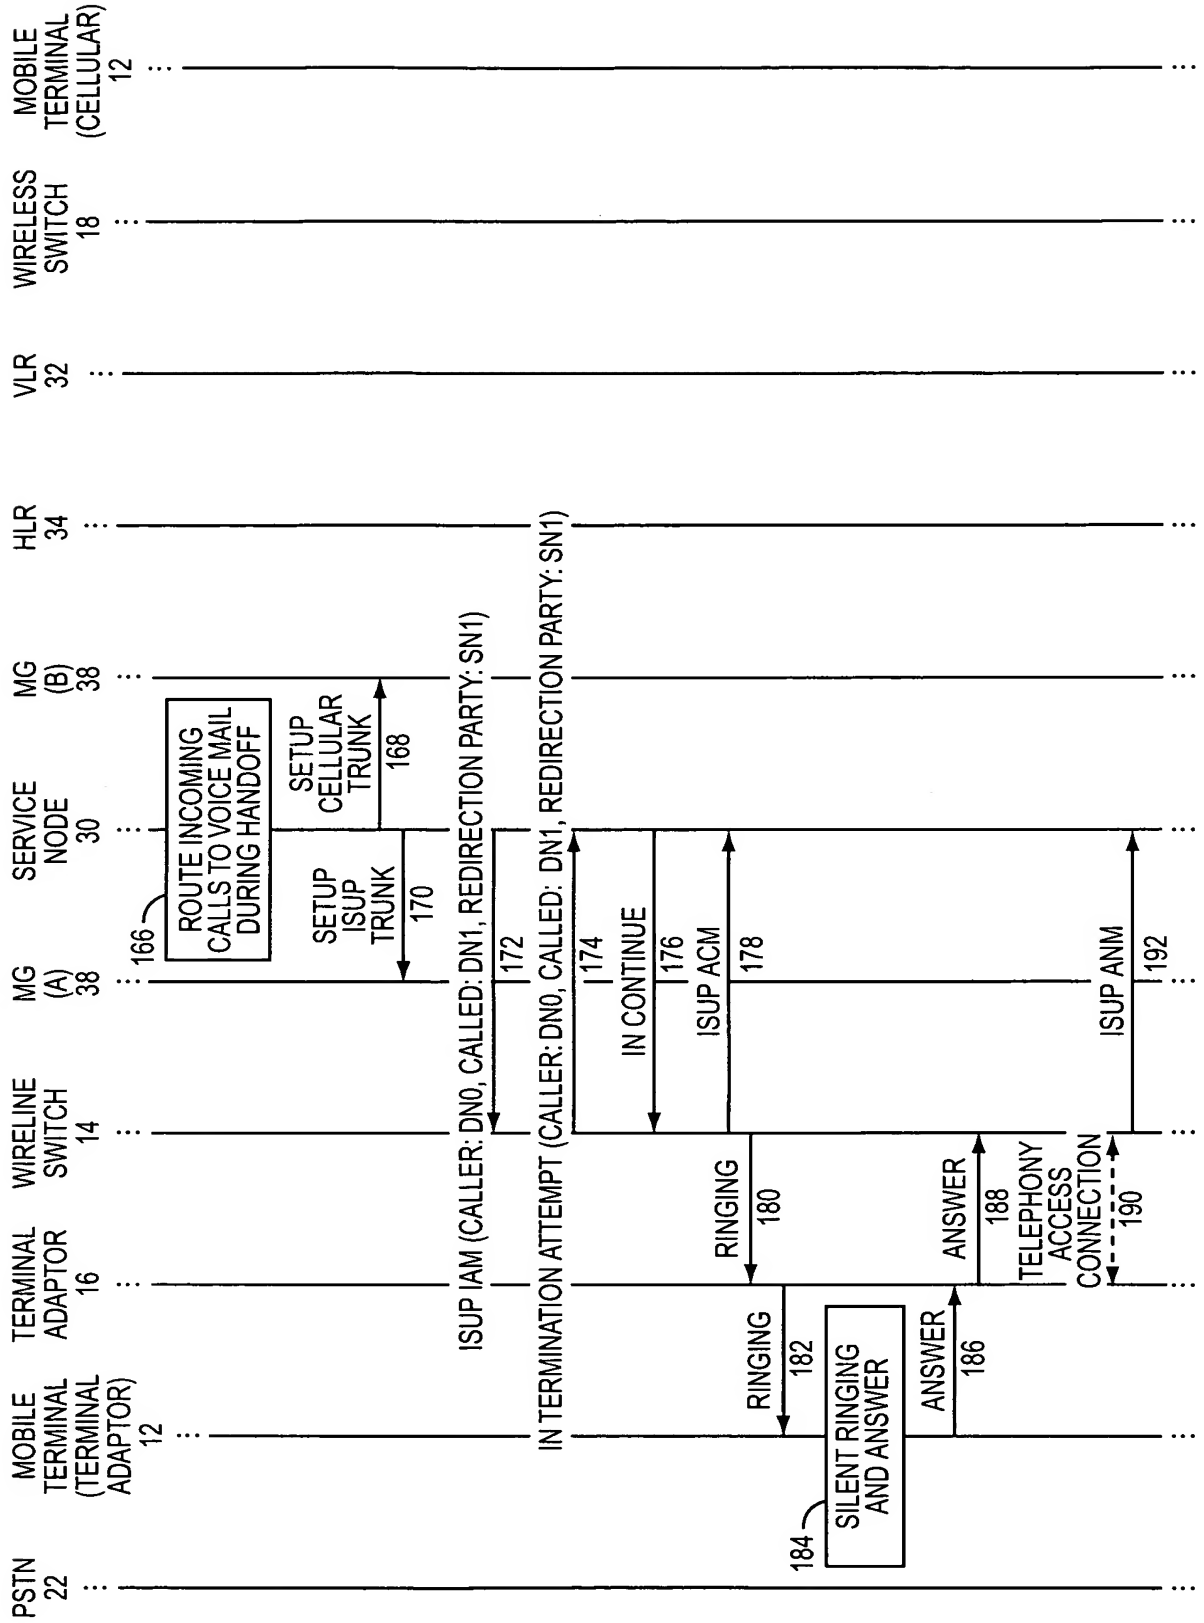 PSTN
22
MOBILE
TERMINAL
(TERMINAL
ADAPTOR)
12
TERMINAL
ADAPTOR
16
WIRELINE
SWITCH
14
MG
(A)
38
SERVICE
NODE
30
MG
(B)
38
HLR
34
VLR
32
WIRELESS
SWITCH
18
MOBILE
TERMINAL
(CELLULAR)
12
166
ROUTE INCOMING
CALLS TO VOICE MAIL
DURING HANDOFF
SETUP
CELLULAR
TRUNK
168
SETUP
ISUP
TRUNK
170
ISUP IAM (CALLER: DN0, CALLED: DN1, REDIRECTION PARTY: SN1)
172
IN TERMINATION ATTEMPT (CALLER: DN0, CALLED: DN1, REDIRECTION PARTY: SN1)
174
IN CONTINUE
176
ISUP ACM
178
RINGING
180
RINGING
182
184
SILENT RINGING
AND ANSWER
ANSWER
186
ANSWER
188
TELEPHONY
ACCESS
CONNECTION
190
ISUP ANM
192